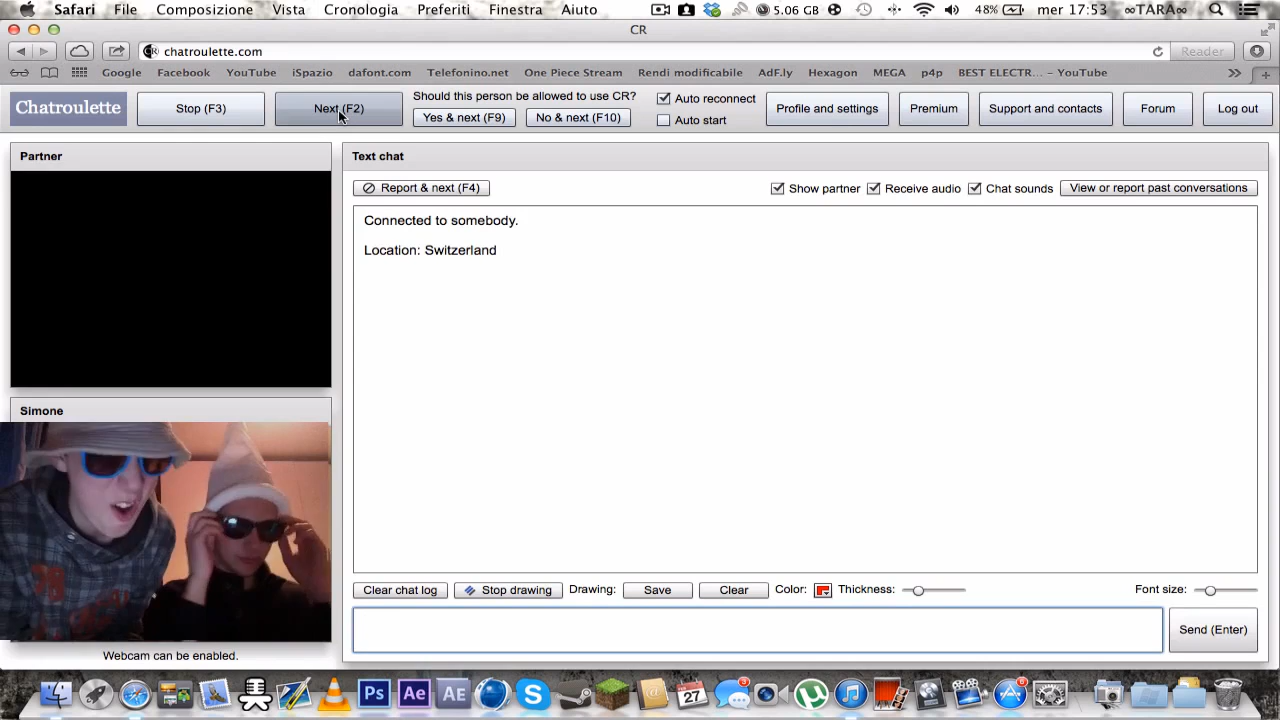 Safari File Composizione Vista Cronologia Preferiti Finestra Aiuto 5.06 GB 48% mer 17:53 ∞TARA∞
CR
chatroulette.com Reader
Google Facebook YouTube iSpazio dafont.com Telefonino.net One Piece Stream Rendi modificabile AdF.ly Hexagon MEGA p4p BEST ELECTR... – YouTube
Chatroulette Stop (F3) Next (F2) Should this person be allowed to use CR? Auto reconnect Profile and settings Premium Support and contacts Forum Log out
Yes & next (F9) No & next (F10) Auto start
Partner Text chat
Report & next (F4) Show partner Receive audio Chat sounds View or report past conversations
Connected to somebody.
Location: Switzerland
Simone
Clear chat log Stop drawing Drawing: Save Clear Color: Thickness: Font size:
Send (Enter)
Webcam can be enabled.
Ps Ae AE S 27 3